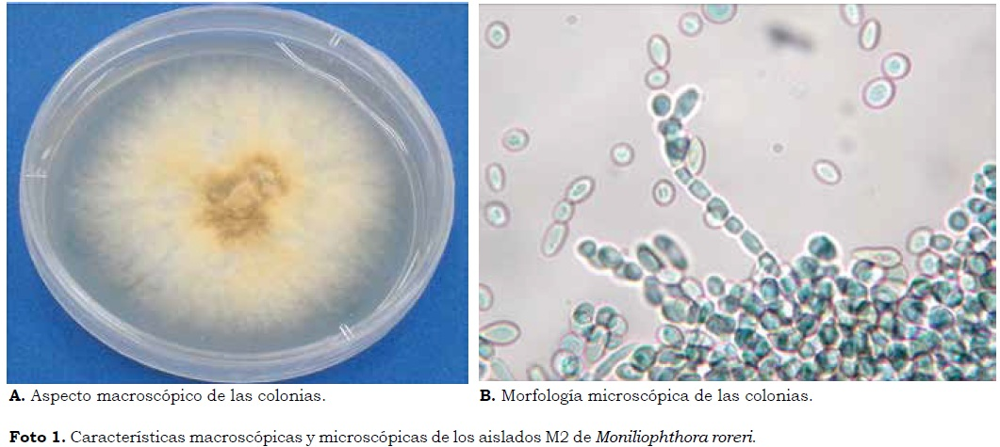 A. Aspecto macroscópico de las colonias.
B. Morfología microscópica de las colonias.
Foto 1. Características macroscópicas y microscópicas de los aislados M2 de Moniliophthora roreri.